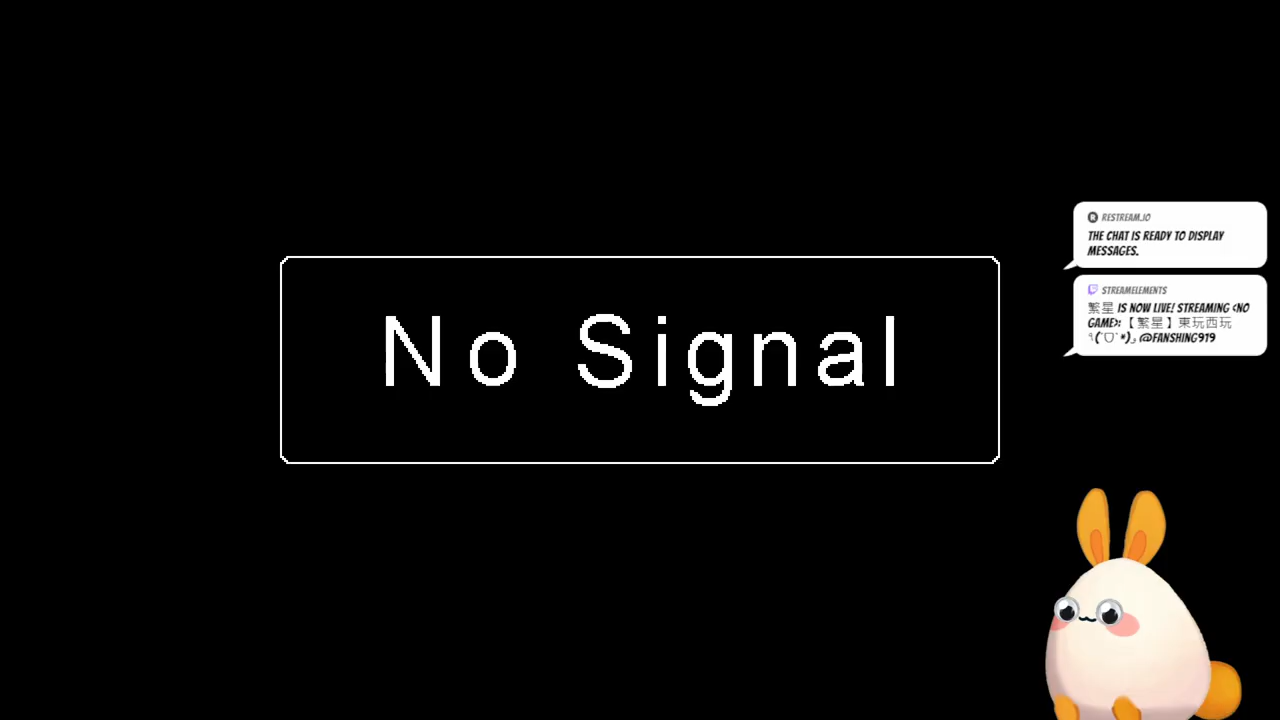 No Signal
RESTREAM.IO
THE CHAT IS READY TO DISPLAY
MESSAGES.
STREAMELEMENTS
繁星 IS NOW LIVE! STREAMING <NO
GAME>: 【繁星】東玩西玩
@FANSHING919